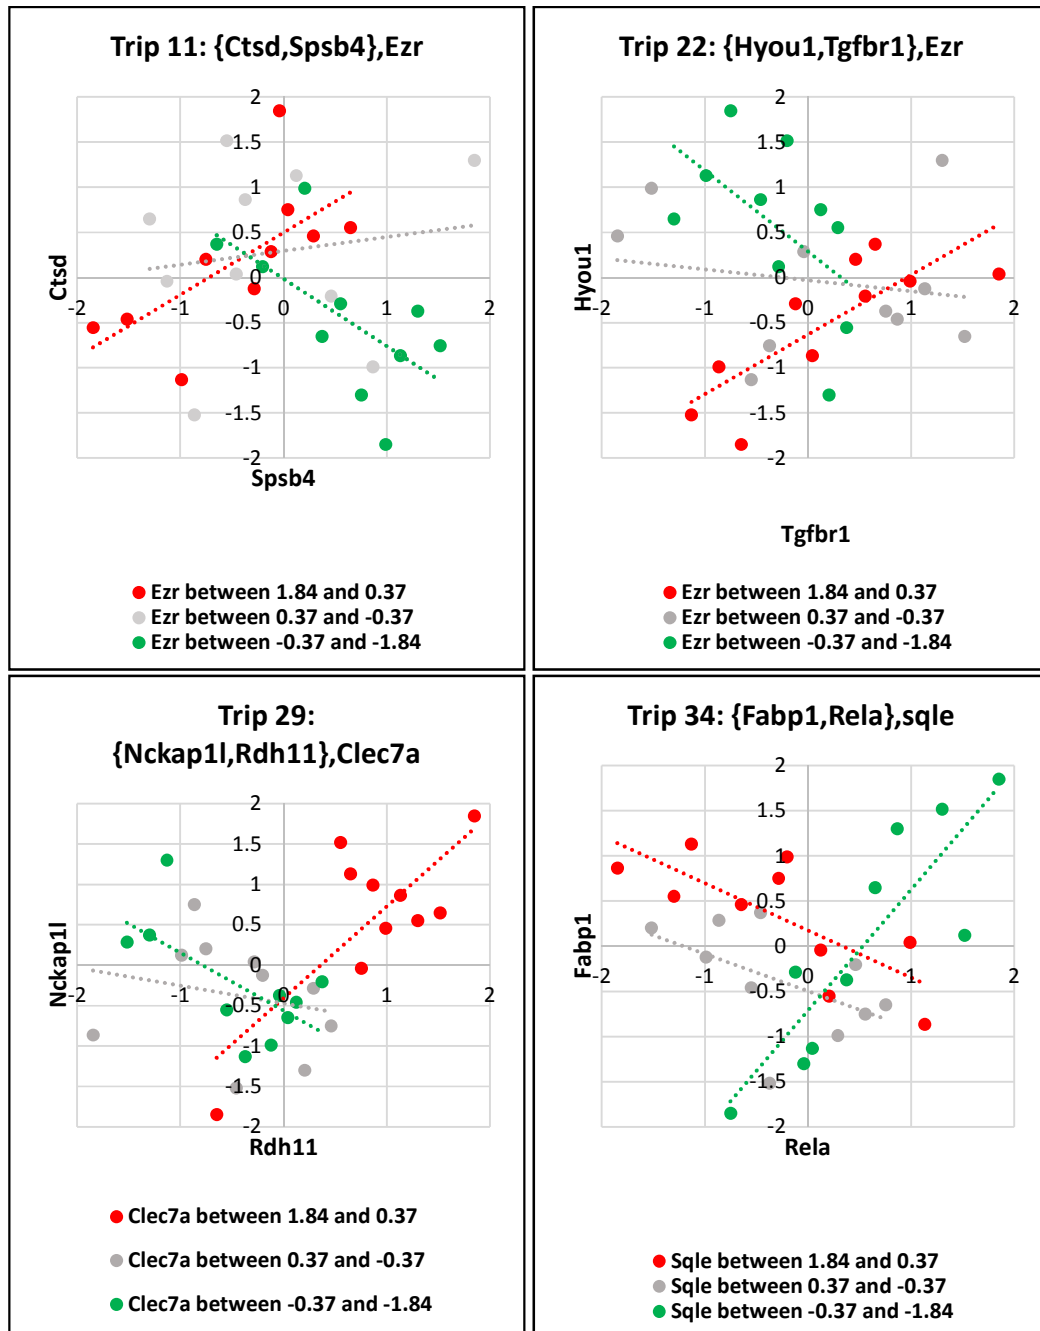 Trip 11: {Ctsd,Spsb4},Ezr
2
1.5
1
0.5
0
-0.5
-1
-1.5
-2
-2
-1
0
1
2
Ctsd
Spsb4
Ezr between 1.84 and 0.37
Ezr between 0.37 and -0.37
Ezr between -0.37 and -1.84
Trip 22: {Hyou1,Tgfbr1},Ezr
2
1.5
1
0.5
0
-0.5
-1
-1.5
-2
-2
-1
0
1
2
Hyou1
Tgfbr1
Ezr between 1.84 and 0.37
Ezr between 0.37 and -0.37
Ezr between -0.37 and -1.84
Trip 29:
{Nckap1l,Rdh11},Clec7a
2
1.5
1
0.5
0
-0.5
-1
-1.5
-2
-2
-1
0
1
2
Nckap1l
Rdh11
Clec7a between 1.84 and 0.37
Clec7a between 0.37 and -0.37
Clec7a between -0.37 and -1.84
Trip 34: {Fabp1,Rela},sqle
2
1.5
1
0.5
0
-0.5
-1
-1.5
-2
-2
-1
0
1
2
Fabp1
Rela
Sqle between 1.84 and 0.37
Sqle between 0.37 and -0.37
Sqle between -0.37 and -1.84